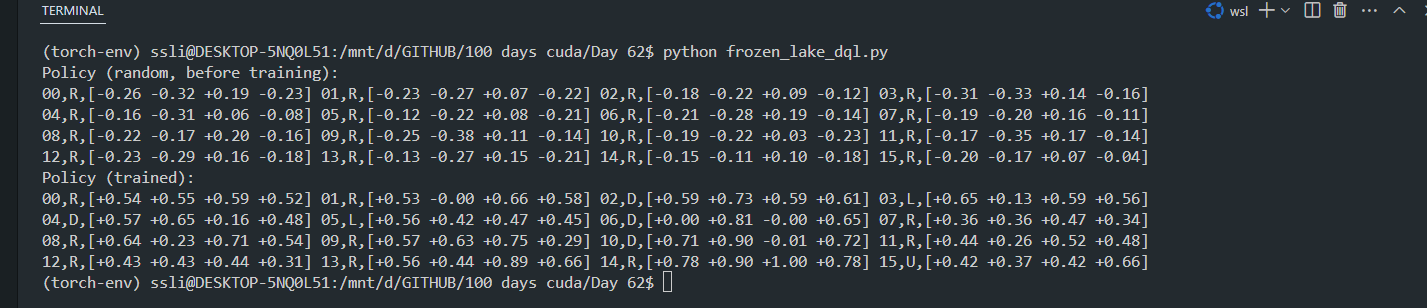 TERMINAL
wsl
(torch-env) ssli@DESKTOP-5NQ0L51:/mnt/d/GITHUB/100 days cuda/Day 62$ python frozen_lake_dql.py
Policy (random, before training):
00,R,[-0.26 -0.32 +0.19 -0.23] 01,R,[-0.23 -0.27 +0.07 -0.22] 02,R,[-0.18 -0.22 +0.09 -0.12] 03,R,[-0.31 -0.33 +0.14 -0.16]
04,R,[-0.16 -0.31 +0.06 -0.08] 05,R,[-0.12 -0.22 +0.08 -0.21] 06,R,[-0.21 -0.28 +0.19 -0.14] 07,R,[-0.19 -0.20 +0.16 -0.11]
08,R,[-0.22 -0.17 +0.20 -0.16] 09,R,[-0.25 -0.38 +0.11 -0.14] 10,R,[-0.19 -0.22 +0.03 -0.23] 11,R,[-0.17 -0.35 +0.17 -0.14]
12,R,[-0.23 -0.29 +0.16 -0.18] 13,R,[-0.13 -0.27 +0.15 -0.21] 14,R,[-0.15 -0.11 +0.10 -0.18] 15,R,[-0.20 -0.17 +0.07 -0.04]
Policy (trained):
00,R,[+0.54 +0.55 +0.59 +0.52] 01,R,[+0.53 -0.00 +0.66 +0.58] 02,D,[+0.59 +0.73 +0.59 +0.61] 03,L,[+0.65 +0.13 +0.59 +0.56]
04,D,[+0.57 +0.65 +0.16 +0.48] 05,L,[+0.56 +0.42 +0.47 +0.45] 06,D,[+0.00 +0.81 -0.00 +0.65] 07,R,[+0.36 +0.36 +0.47 +0.34]
08,R,[+0.64 +0.23 +0.71 +0.54] 09,R,[+0.57 +0.63 +0.75 +0.29] 10,D,[+0.71 +0.90 -0.01 +0.72] 11,R,[+0.44 +0.26 +0.52 +0.48]
12,R,[+0.43 +0.43 +0.44 +0.31] 13,R,[+0.56 +0.44 +0.89 +0.66] 14,R,[+0.78 +0.90 +1.00 +0.78] 15,U,[+0.42 +0.37 +0.42 +0.66]
(torch-env) ssli@DESKTOP-5NQ0L51:/mnt/d/GITHUB/100 days cuda/Day 62$